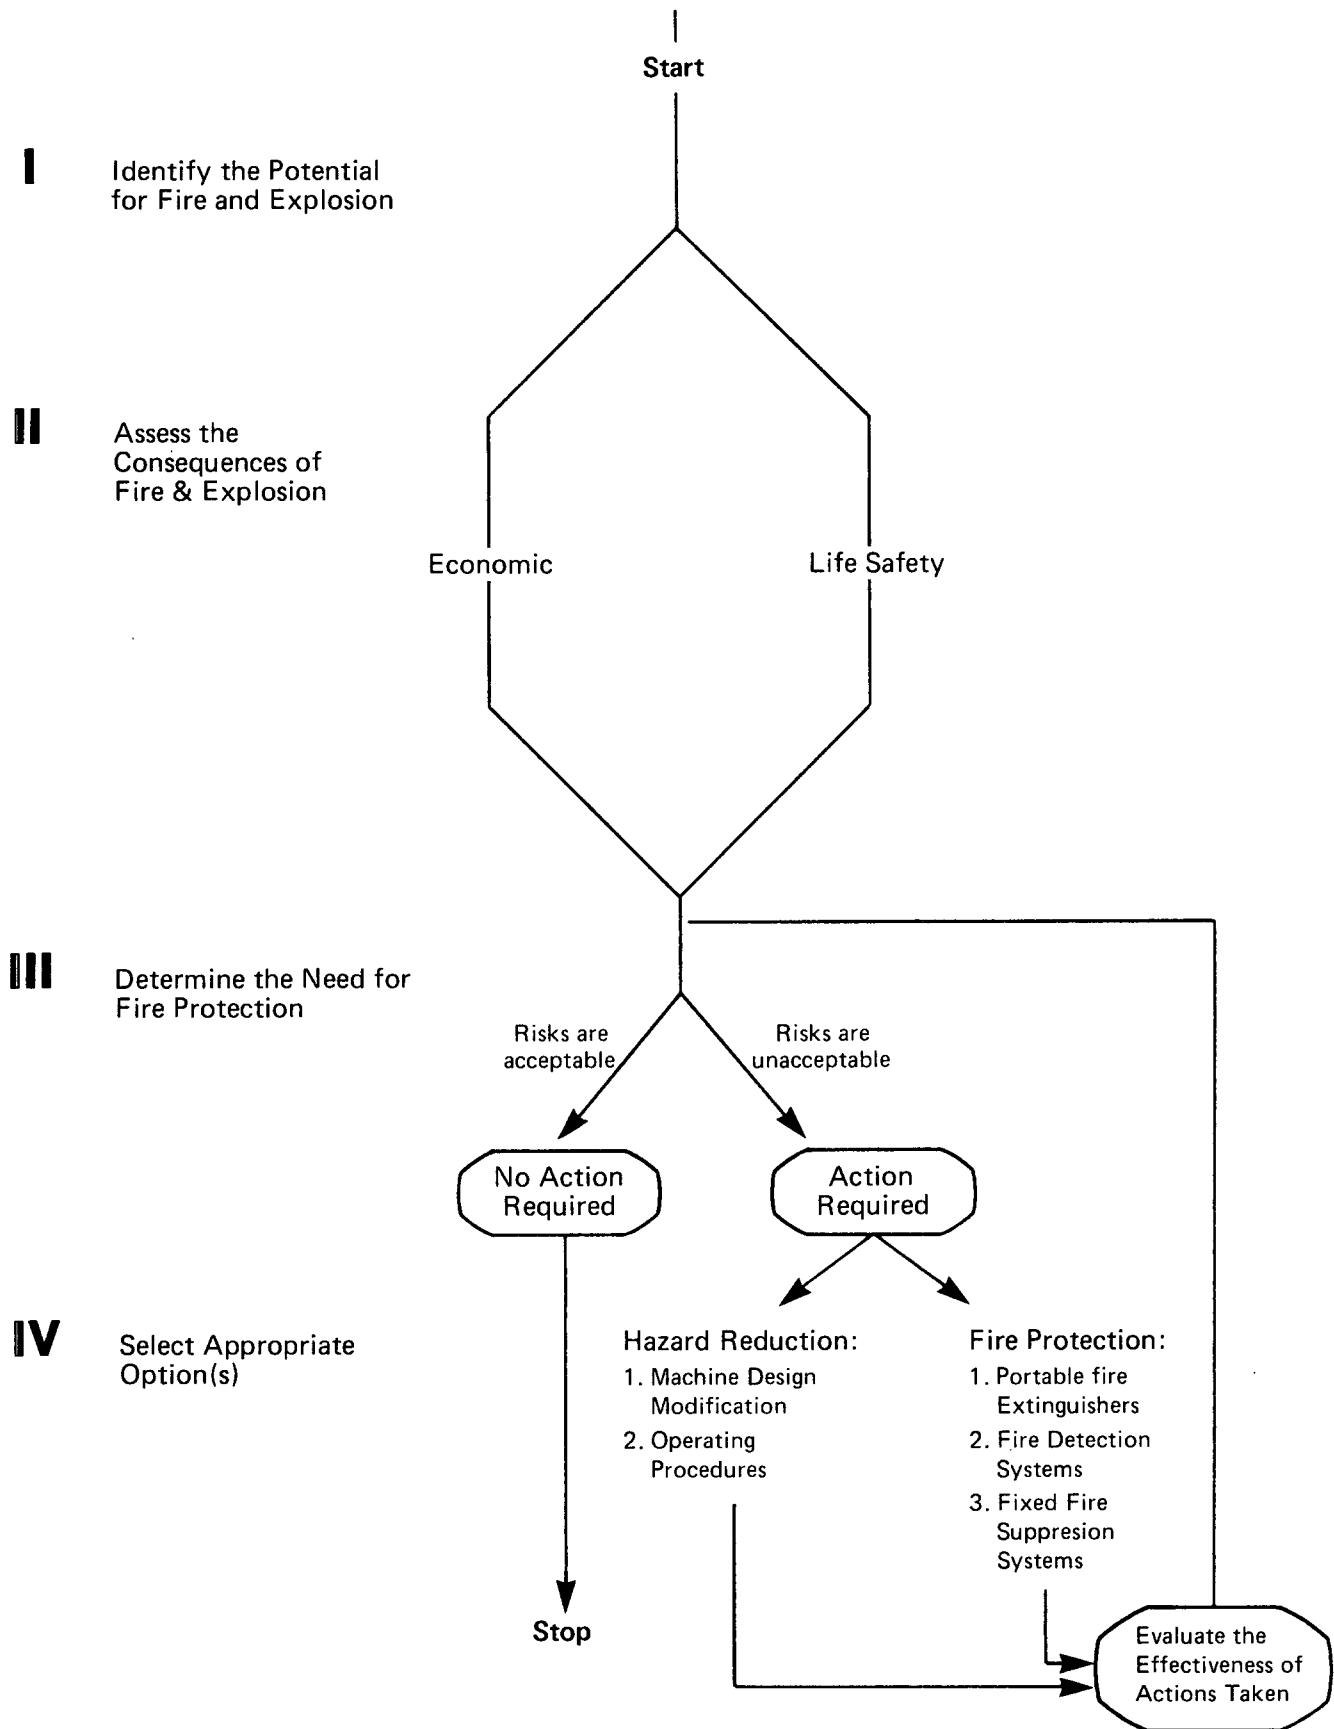 Start
I
Identify the Potential
for Fire and Explosion
II
Assess the
Consequences of
Fire & Explosion
Economic
Life Safety
III
Determine the Need for
Fire Protection
Risks are
acceptable
Risks are
unacceptable
No Action
Required
Action
Required
IV
Select Appropriate
Option(s)
Hazard Reduction:
1. Machine Design
Modification
2. Operating
Procedures
Fire Protection:
1. Portable fire
Extinguishers
2. Fire Detection
Systems
3. Fixed Fire
Suppresion
Systems
Stop
Evaluate the
Effectiveness of
Actions Taken